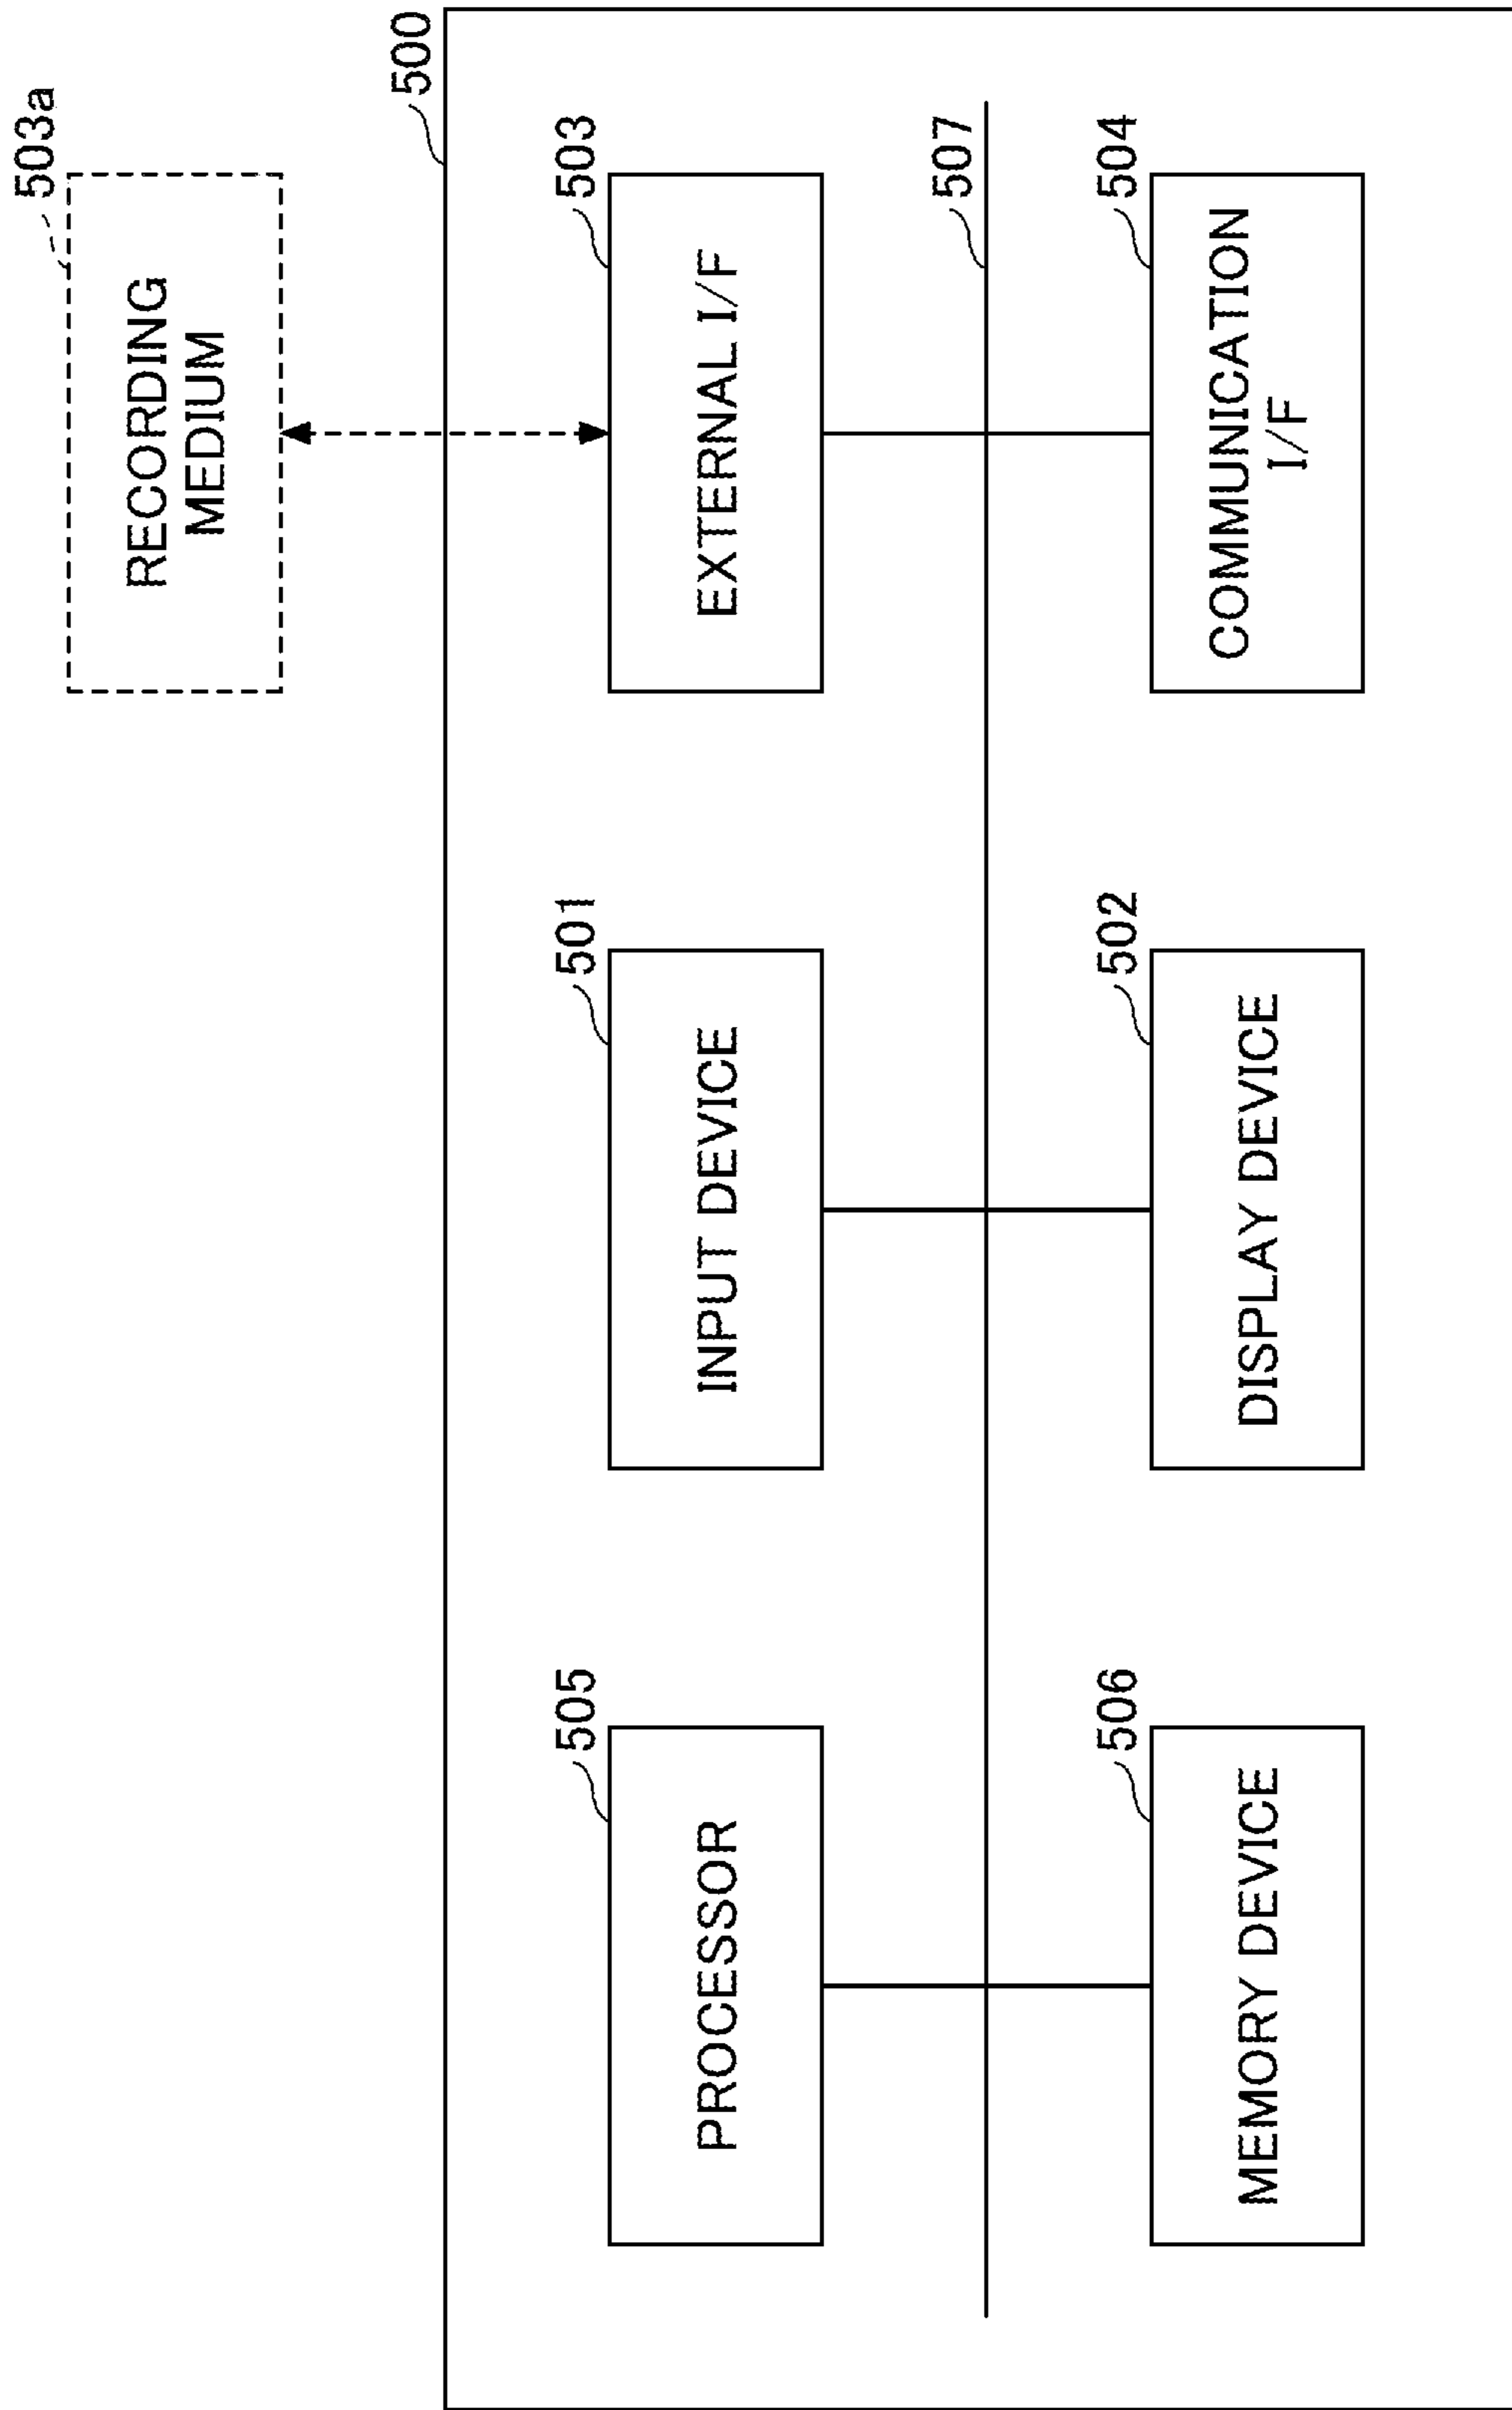 503a
RECORDING
MEDIUM
500
505
PROCESSOR
501
INPUT DEVICE
503
EXTERNAL I/F
507
506
MEMORY DEVICE
502
DISPLAY DEVICE
504
COMMUNICATION
I/F